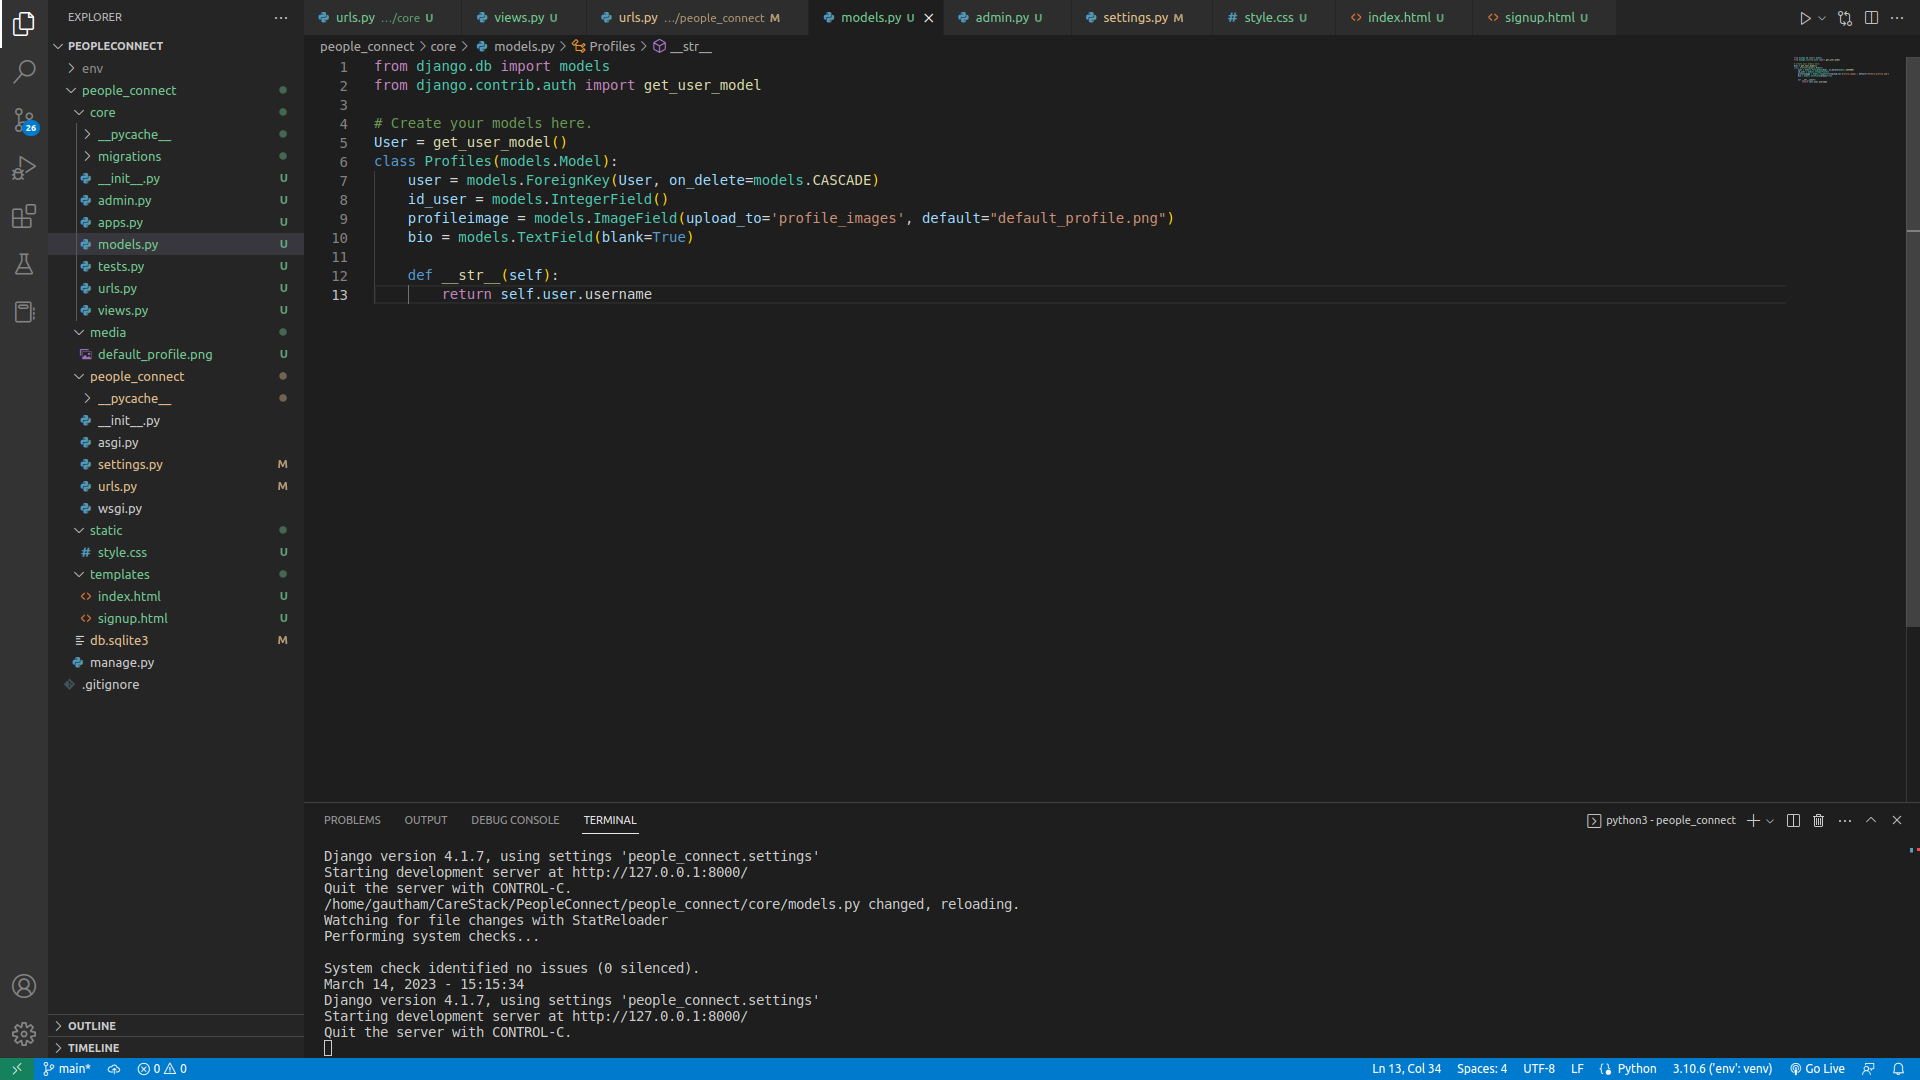 EXPLORER
PEOPLECONNECT
env
people_connect
core
__pycache__
migrations
__init__.py U
admin.py U
apps.py U
models.py U
tests.py U
urls.py U
views.py U
media
default_profile.png U
people_connect
__pycache__
__init__.py
asgi.py
settings.py M
urls.py M
wsgi.py
static
# style.css U
templates
<> index.html U
<> signup.html U
db.sqlite3 M
manage.py
.gitignore
OUTLINE
TIMELINE
26
urls.py .../core U views.py U urls.py .../people_connect M models.py U admin.py U settings.py M # style.css U <> index.html U <> signup.html U
people_connect > core > models.py > Profiles > __str__
1 from django.db import models
2 from django.contrib.auth import get_user_model
3
4 # Create your models here.
5 User = get_user_model()
6 class Profiles(models.Model):
7 user = models.ForeignKey(User, on_delete=models.CASCADE)
8 id_user = models.IntegerField()
9 profileimage = models.ImageField(upload_to='profile_images', default="default_profile.png")
10 bio = models.TextField(blank=True)
11
12 def __str__(self):
13 return self.user.username
PROBLEMS OUTPUT DEBUG CONSOLE TERMINAL
python3 - people_connect
Django version 4.1.7, using settings 'people_connect.settings'
Starting development server at http://127.0.0.1:8000/
Quit the server with CONTROL-C.
/home/gautham/CareStack/PeopleConnect/people_connect/core/models.py changed, reloading.
Watching for file changes with StatReloader
Performing system checks...
System check identified no issues (0 silenced).
March 14, 2023 - 15:15:34
Django version 4.1.7, using settings 'people_connect.settings'
Starting development server at http://127.0.0.1:8000/
Quit the server with CONTROL-C.
main* 0 0 Ln 13, Col 34 Spaces: 4 UTF-8 LF Python 3.10.6 ('env': venv) Go Live